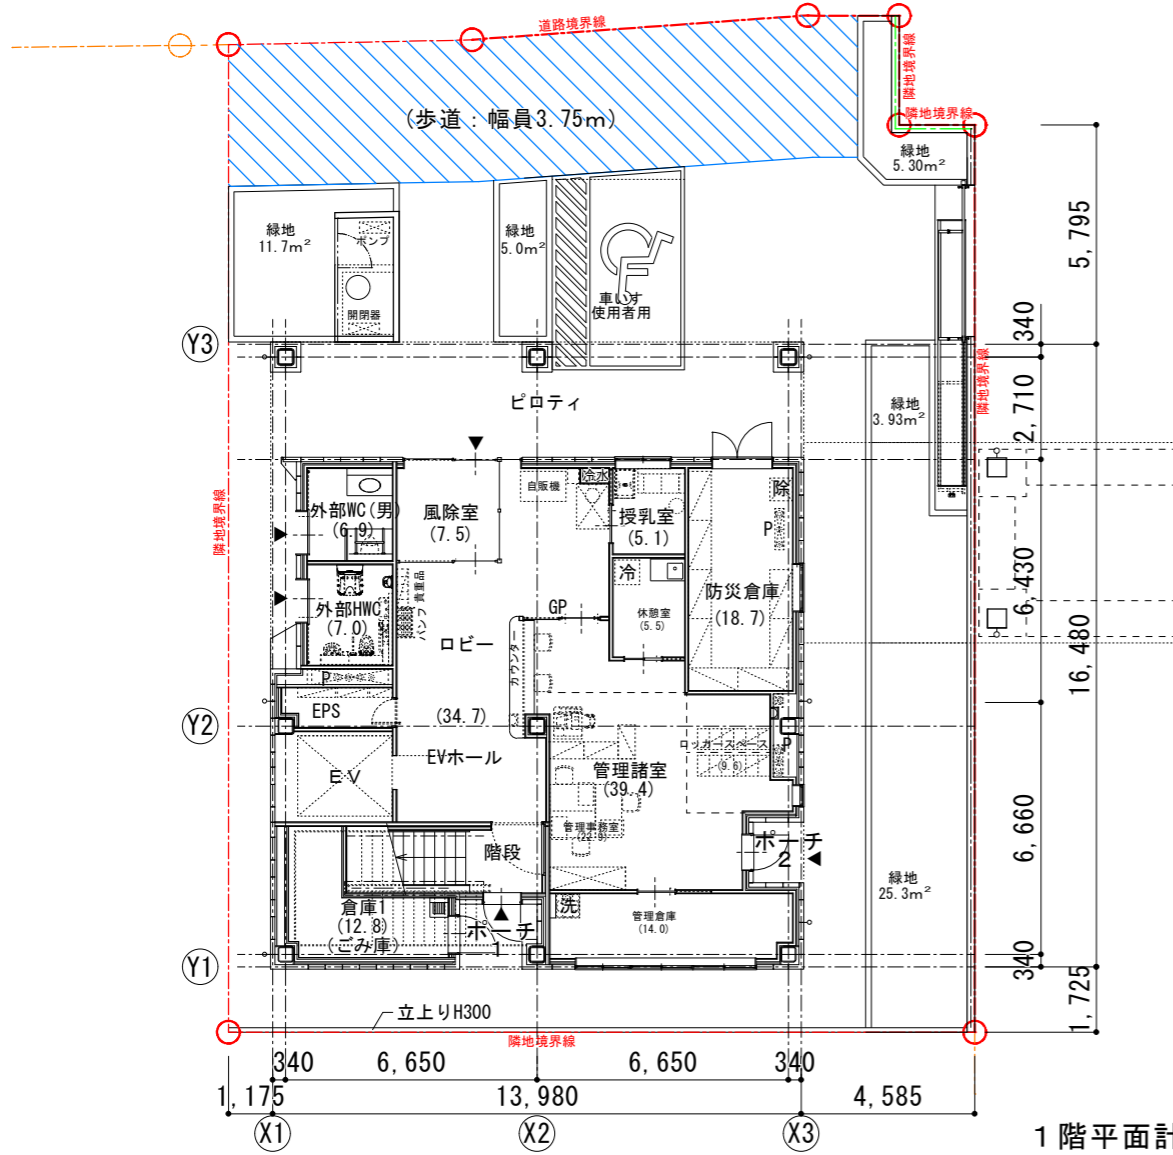 道路境界線
隣地境界線
隣地境界線
(歩道：幅員3.75m)
緑地
5.30m²
緑地
11.7m²
ポンプ
開閉器
緑地
5.0m²
車いす
使用者用
5,795
340
2,710
6,430
16,480
6,660
340
1,725
Y3
ピロティ
緑地
3.93m²
隣地境界線
隣地境界線
外部WC(男)
(6.9)
風除室
(7.5)
自販機
冷水
授乳室
(5.1)
除
P
外部HWC
(7.0)
パンフ
貴重品
GP
冷
休憩室
(5.5)
防災倉庫
(18.7)
ロビー
カウンター
P
EPS
(34.7)
Y2
EV
EVホール
管理諸室
(39.4)
ロッカースペース
(9.6)
P
管理事務室
階段
ポーチ
2
倉庫1
(12.8)
(ごみ庫)
ポーチ
1
洗
管理倉庫
(14.0)
緑地
25.3m²
Y1
立上りH300
隣地境界線
340
6,650
6,650
340
1,175
13,980
4,585
X1
X2
X3
1階平面計